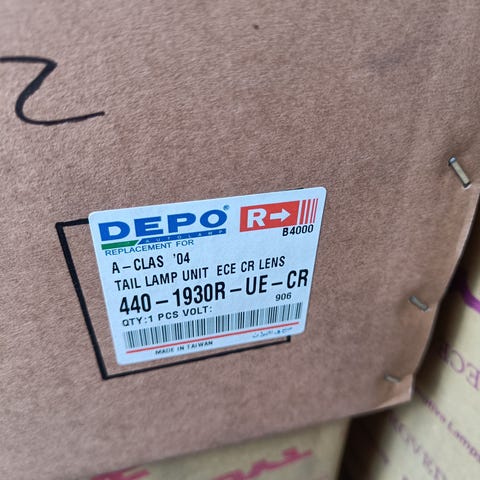 2
DEPO®
AUTOLAMP
R→
B4000
REPLACEMENT FOR
A-CLAS '04
TAIL LAMP UNIT ECE CR LENS
440-1930R-UE-CR
906
QTY:1 PCS VOLT:
MADE IN TAIWAN